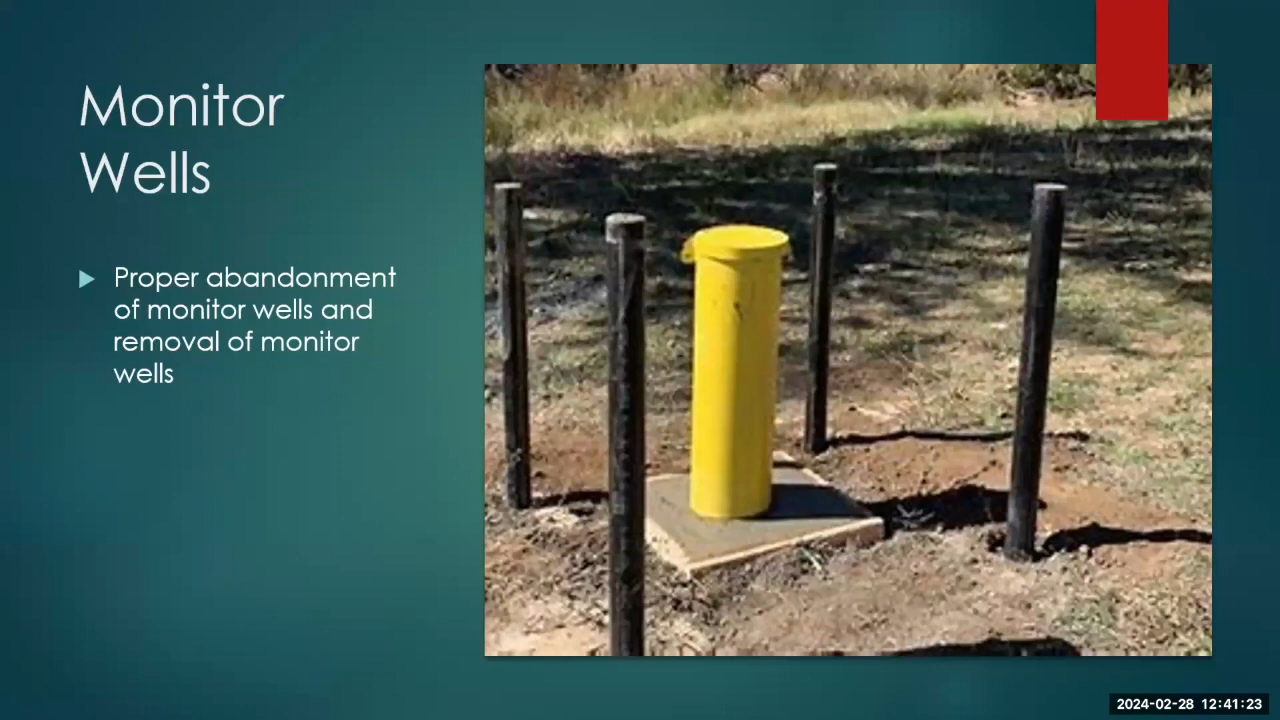 Monitor
Wells
Proper abandonment
of monitor wells and
removal of monitor
wells
2024-02-28 12:41:23